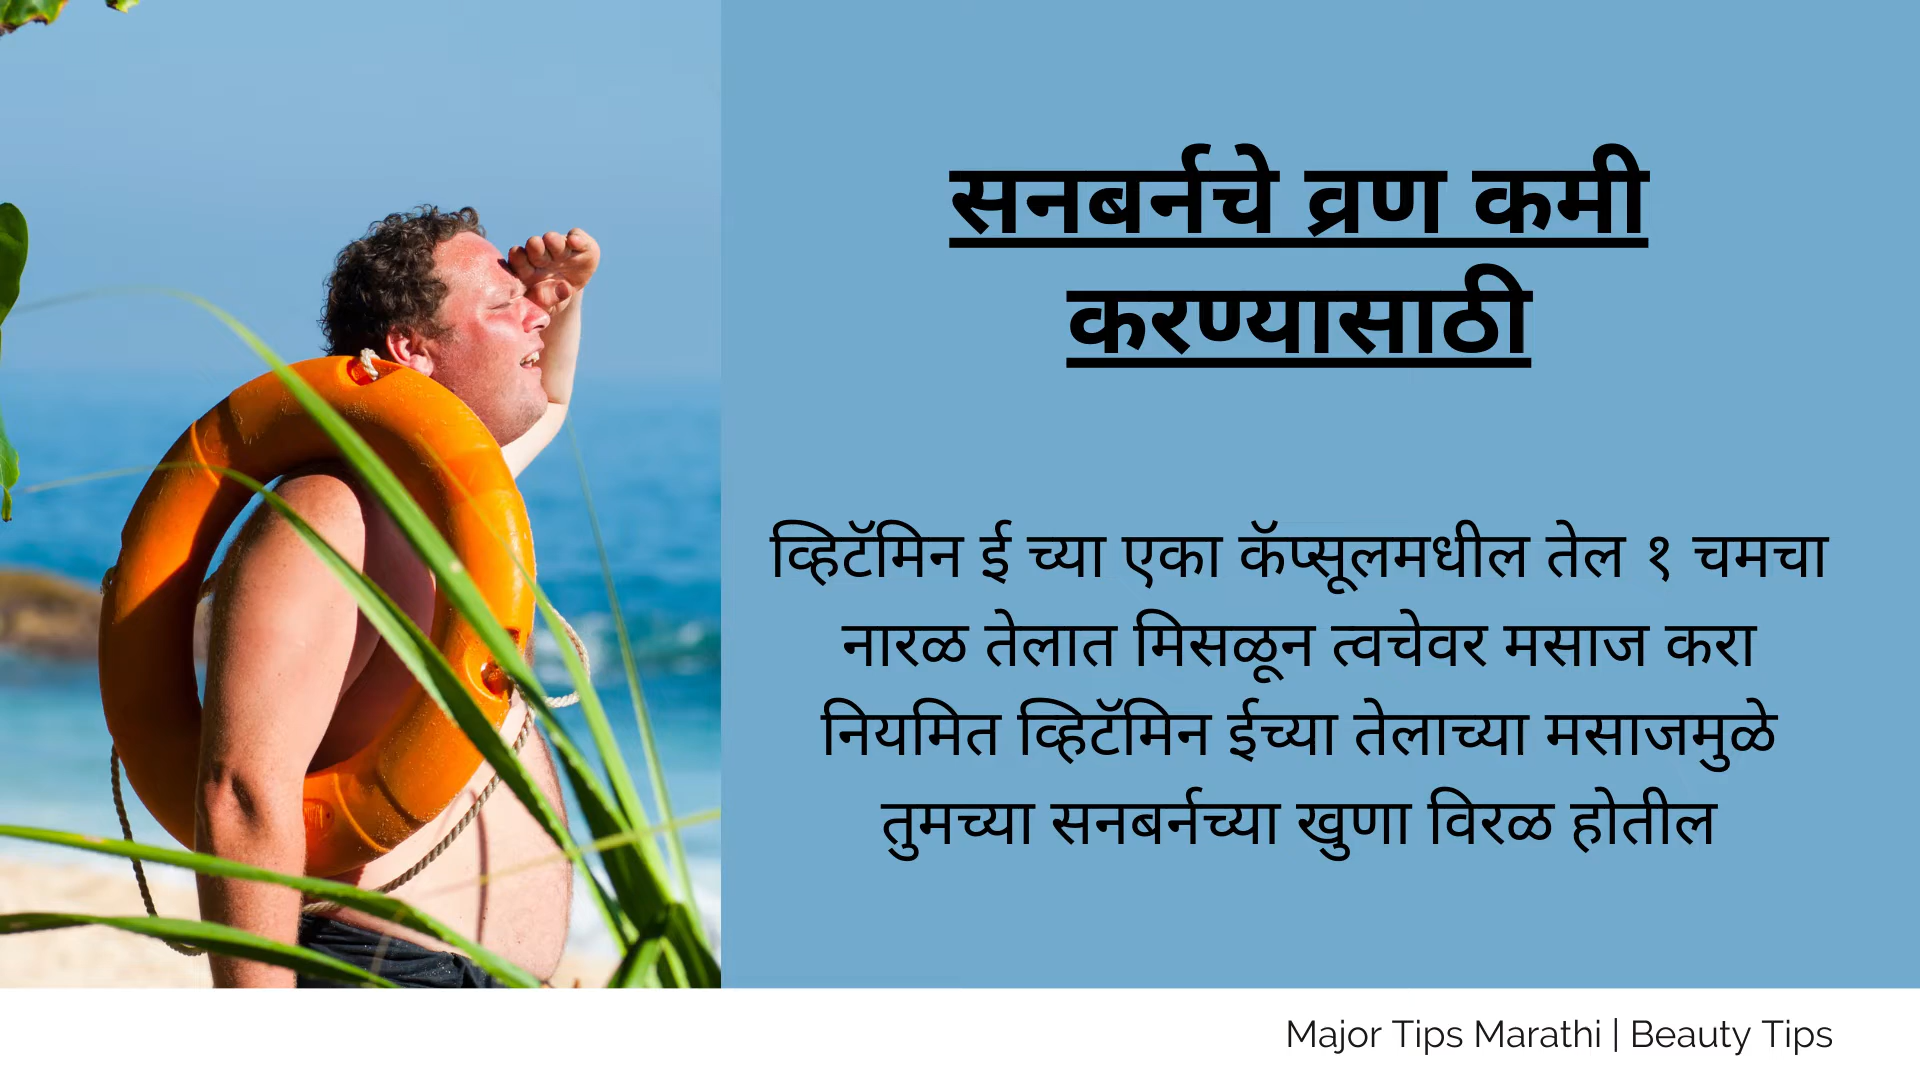 सनबर्नचे व्रण कमी
करण्यासाठी
व्हिटॅमिन ई च्या एका कॅप्सूलमधील तेल १ चमचा
नारळ तेलात मिसळून त्वचेवर मसाज करा
नियमित व्हिटॅमिन ईच्या तेलाच्या मसाजमुळे
तुमच्या सनबर्नच्या खुणा विरळ होतील
Major Tips Marathi | Beauty Tips